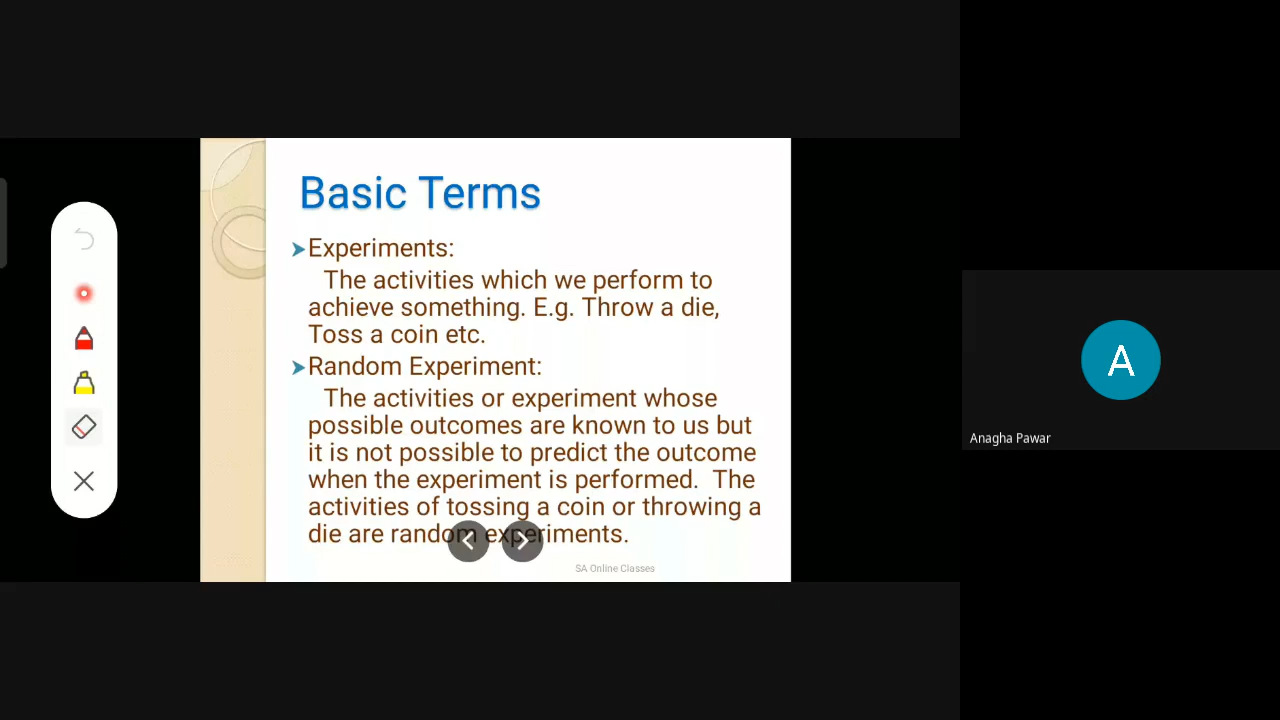 Basic Terms
➤Experiments:
The activities which we perform to
achieve something. E.g. Throw a die,
Toss a coin etc.
➤Random Experiment:
The activities or experiment whose
possible outcomes are known to us but
it is not possible to predict the outcome
when the experiment is performed. The
activities of tossing a coin or throwing a
die are random experiments.
SA Online Classes
A
Anagha Pawar